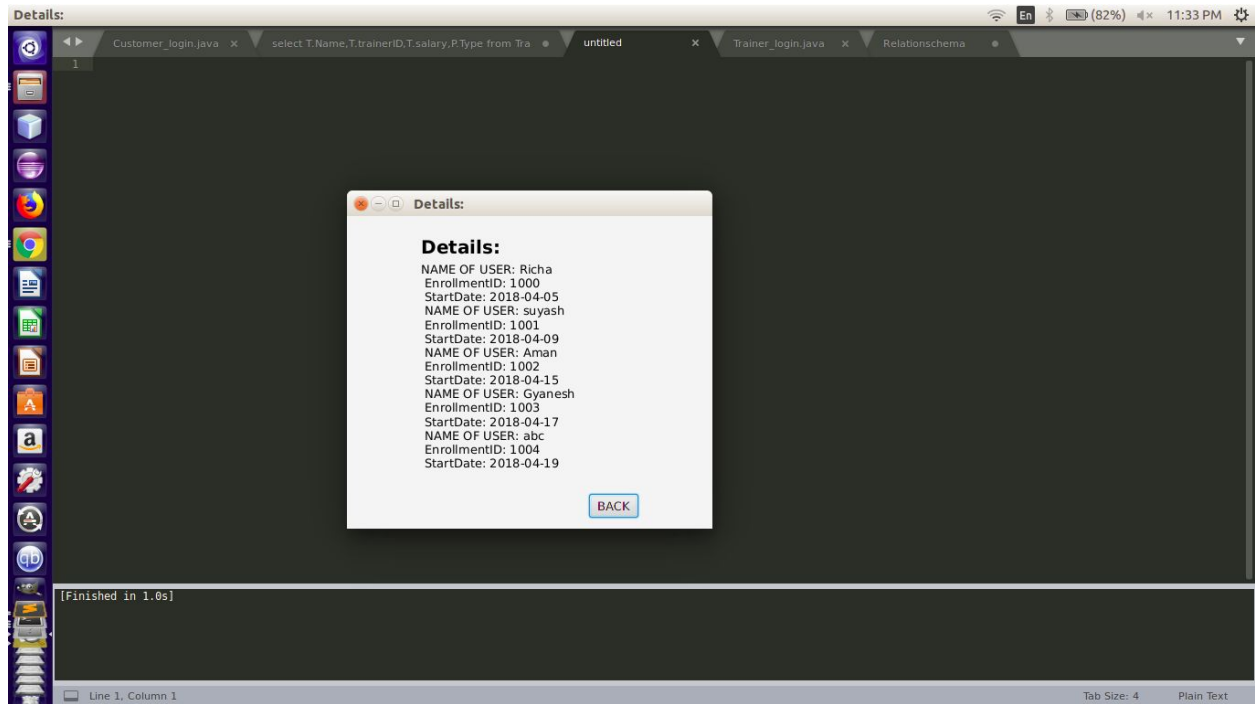 Details:
En
(82%)
11:33 PM
Customer_login.java x
select T.Name,T.trainerID,T.salary,P.Type from Tra
untitled x
Trainer_login.java x
Relationschema
1
Details:
Details:
NAME OF USER: Richa
EnrollmentID: 1000
StartDate: 2018-04-05
NAME OF USER: suyash
EnrollmentID: 1001
StartDate: 2018-04-09
NAME OF USER: Aman
EnrollmentID: 1002
StartDate: 2018-04-15
NAME OF USER: Gyanesh
EnrollmentID: 1003
StartDate: 2018-04-17
NAME OF USER: abc
EnrollmentID: 1004
StartDate: 2018-04-19
BACK
a
qb
[Finished in 1.0s]
Line 1, Column 1
Tab Size: 4
Plain Text